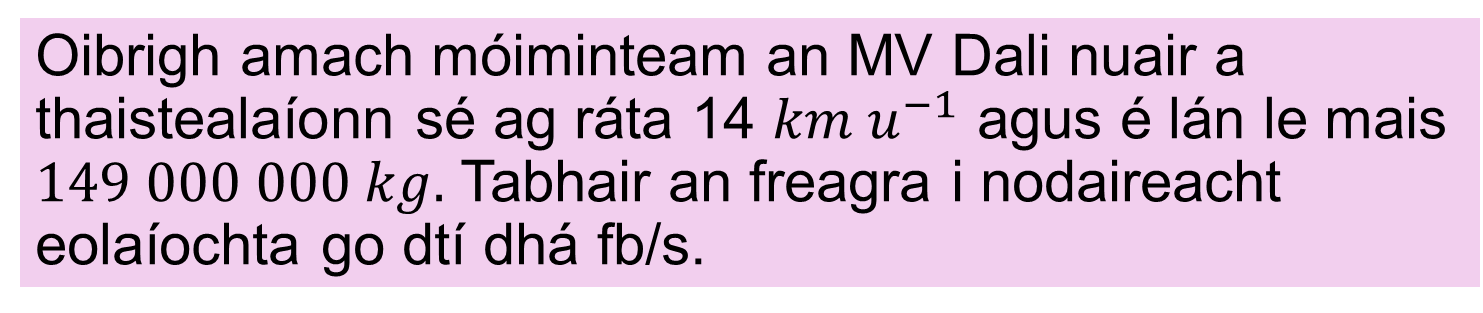 Oibrigh amach móiminteam an MV Dali nuair a
thaistealaíonn sé ag ráta 14 km u⁻¹ agus é lán le mais
149 000 000 kg. Tabhair an freagra i nodaireacht
eolaíochta go dtí dhá fb/s.